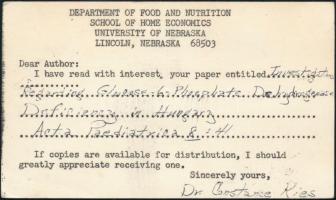 DEPARTMENT OF FOOD AND NUTRITION
SCHOOL OF HOME ECONOMICS
UNIVERSITY OF NEBRASKA
LINCOLN, NEBRASKA 68503
Dear Author:
I have read with interest, your paper entitled Investigation
Regarding Glucose-6-Phosphate Dehydrogenase
Deficiency in Hungary
Acta Paediatrica 8:41
If copies are available for distribution, I should
greatly appreciate receiving one.
Sincerely yours,
Dr. Constance Kies